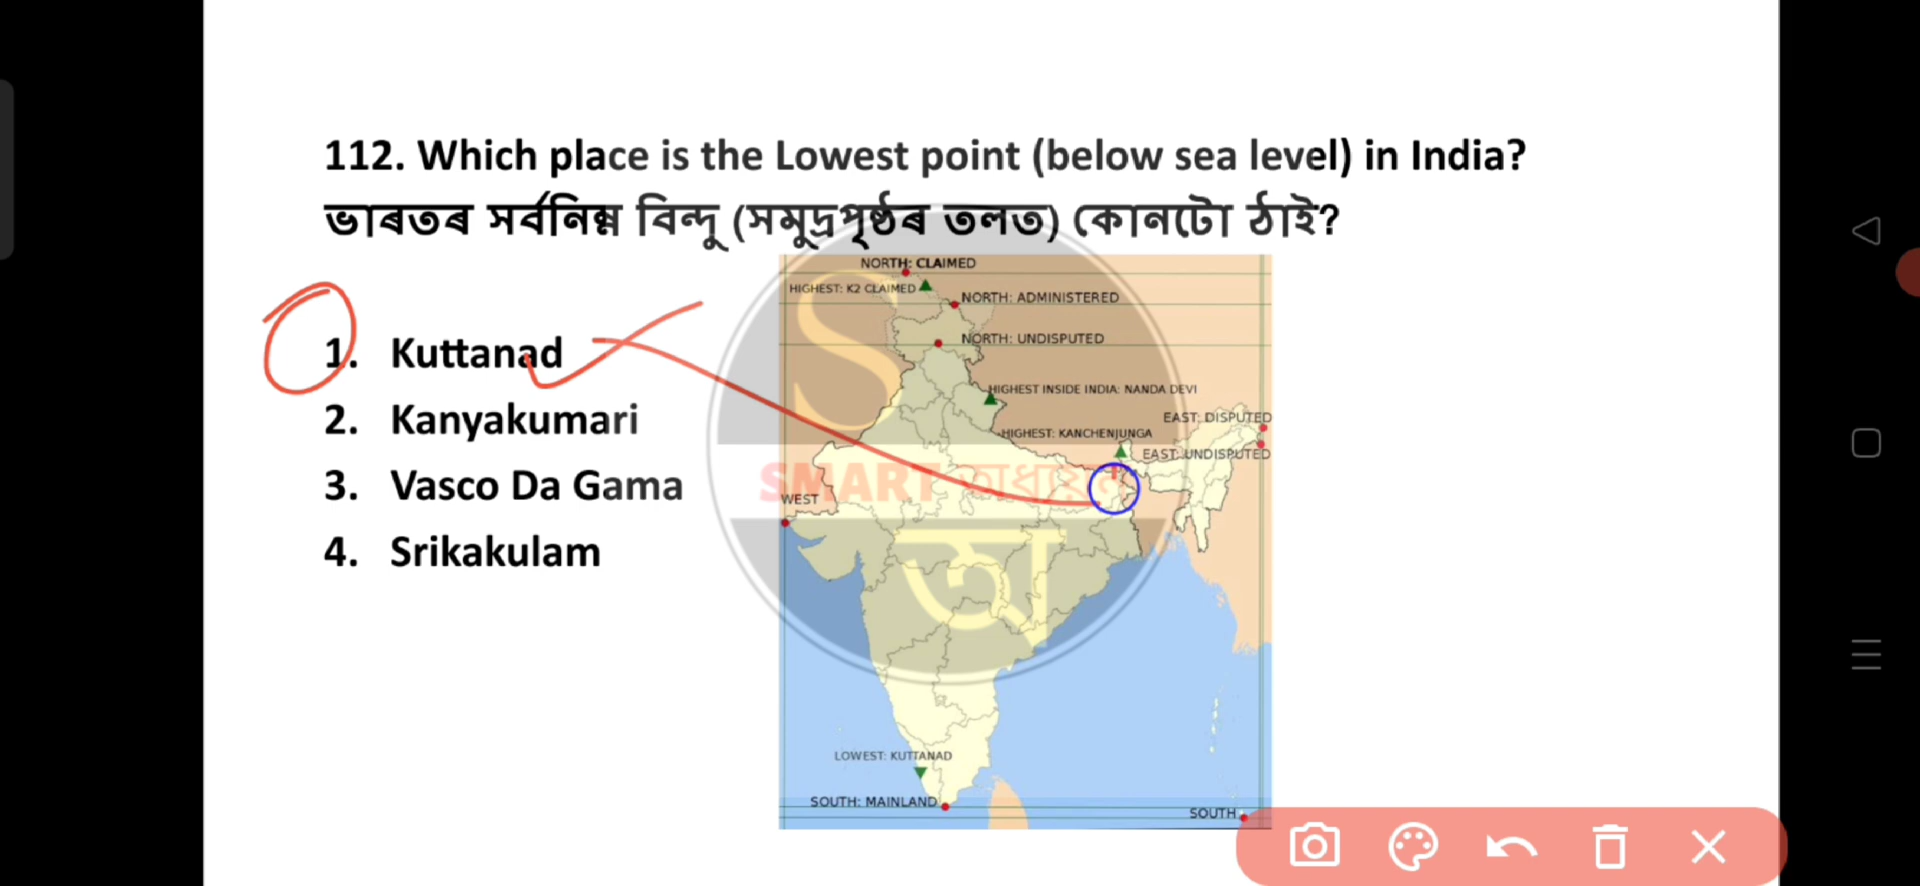 112. Which place is the Lowest point (below sea level) in India?
ভাৰতৰ সৰ্বনিম্ন বিন্দু (সমুদ্ৰপৃষ্ঠৰ তলত) কোনটো ঠাই?
1. Kuttanad
2. Kanyakumari
3. Vasco Da Gama
4. Srikakulam
NORTH: CLAIMED
HIGHEST: K2 CLAIMED
NORTH: ADMINISTERED
NORTH: UNDISPUTED
HIGHEST INSIDE INDIA: NANDA DEVI
EAST: DISPUTED
HIGHEST: KANCHENJUNGA
EAST: UNDISPUTED
SMART
WEST
অ
LOWEST: KUTTANAD
SOUTH: MAINLAND
SOUTH